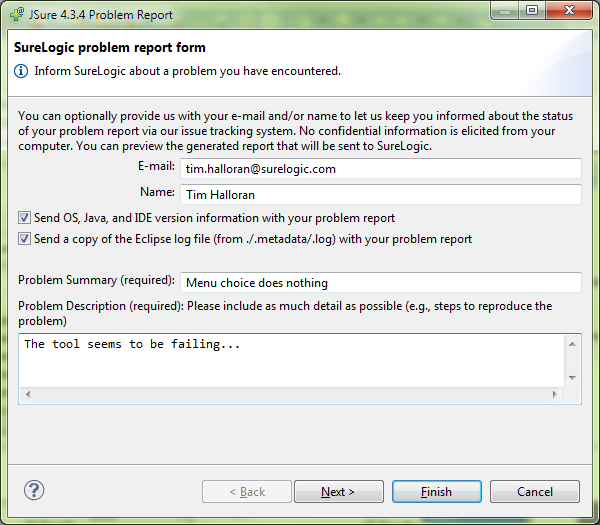 JSure 4.3.4 Problem Report
SureLogic problem report form
Inform SureLogic about a problem you have encountered.
You can optionally provide us with your e-mail and/or name to let us keep you informed about the status
of your problem report via our issue tracking system. No confidential information is elicited from your
computer. You can preview the generated report that will be sent to SureLogic.
E-mail: tim.halloran@surelogic.com
Name: Tim Halloran
Send OS, Java, and IDE version information with your problem report
Send a copy of the Eclipse log file (from ./.metadata/.log) with your problem report
Problem Summary (required): Menu choice does nothing
Problem Description (required): Please include as much detail as possible (e.g., steps to reproduce the
problem)
The tool seems to be failing...
< Back Next > Finish Cancel